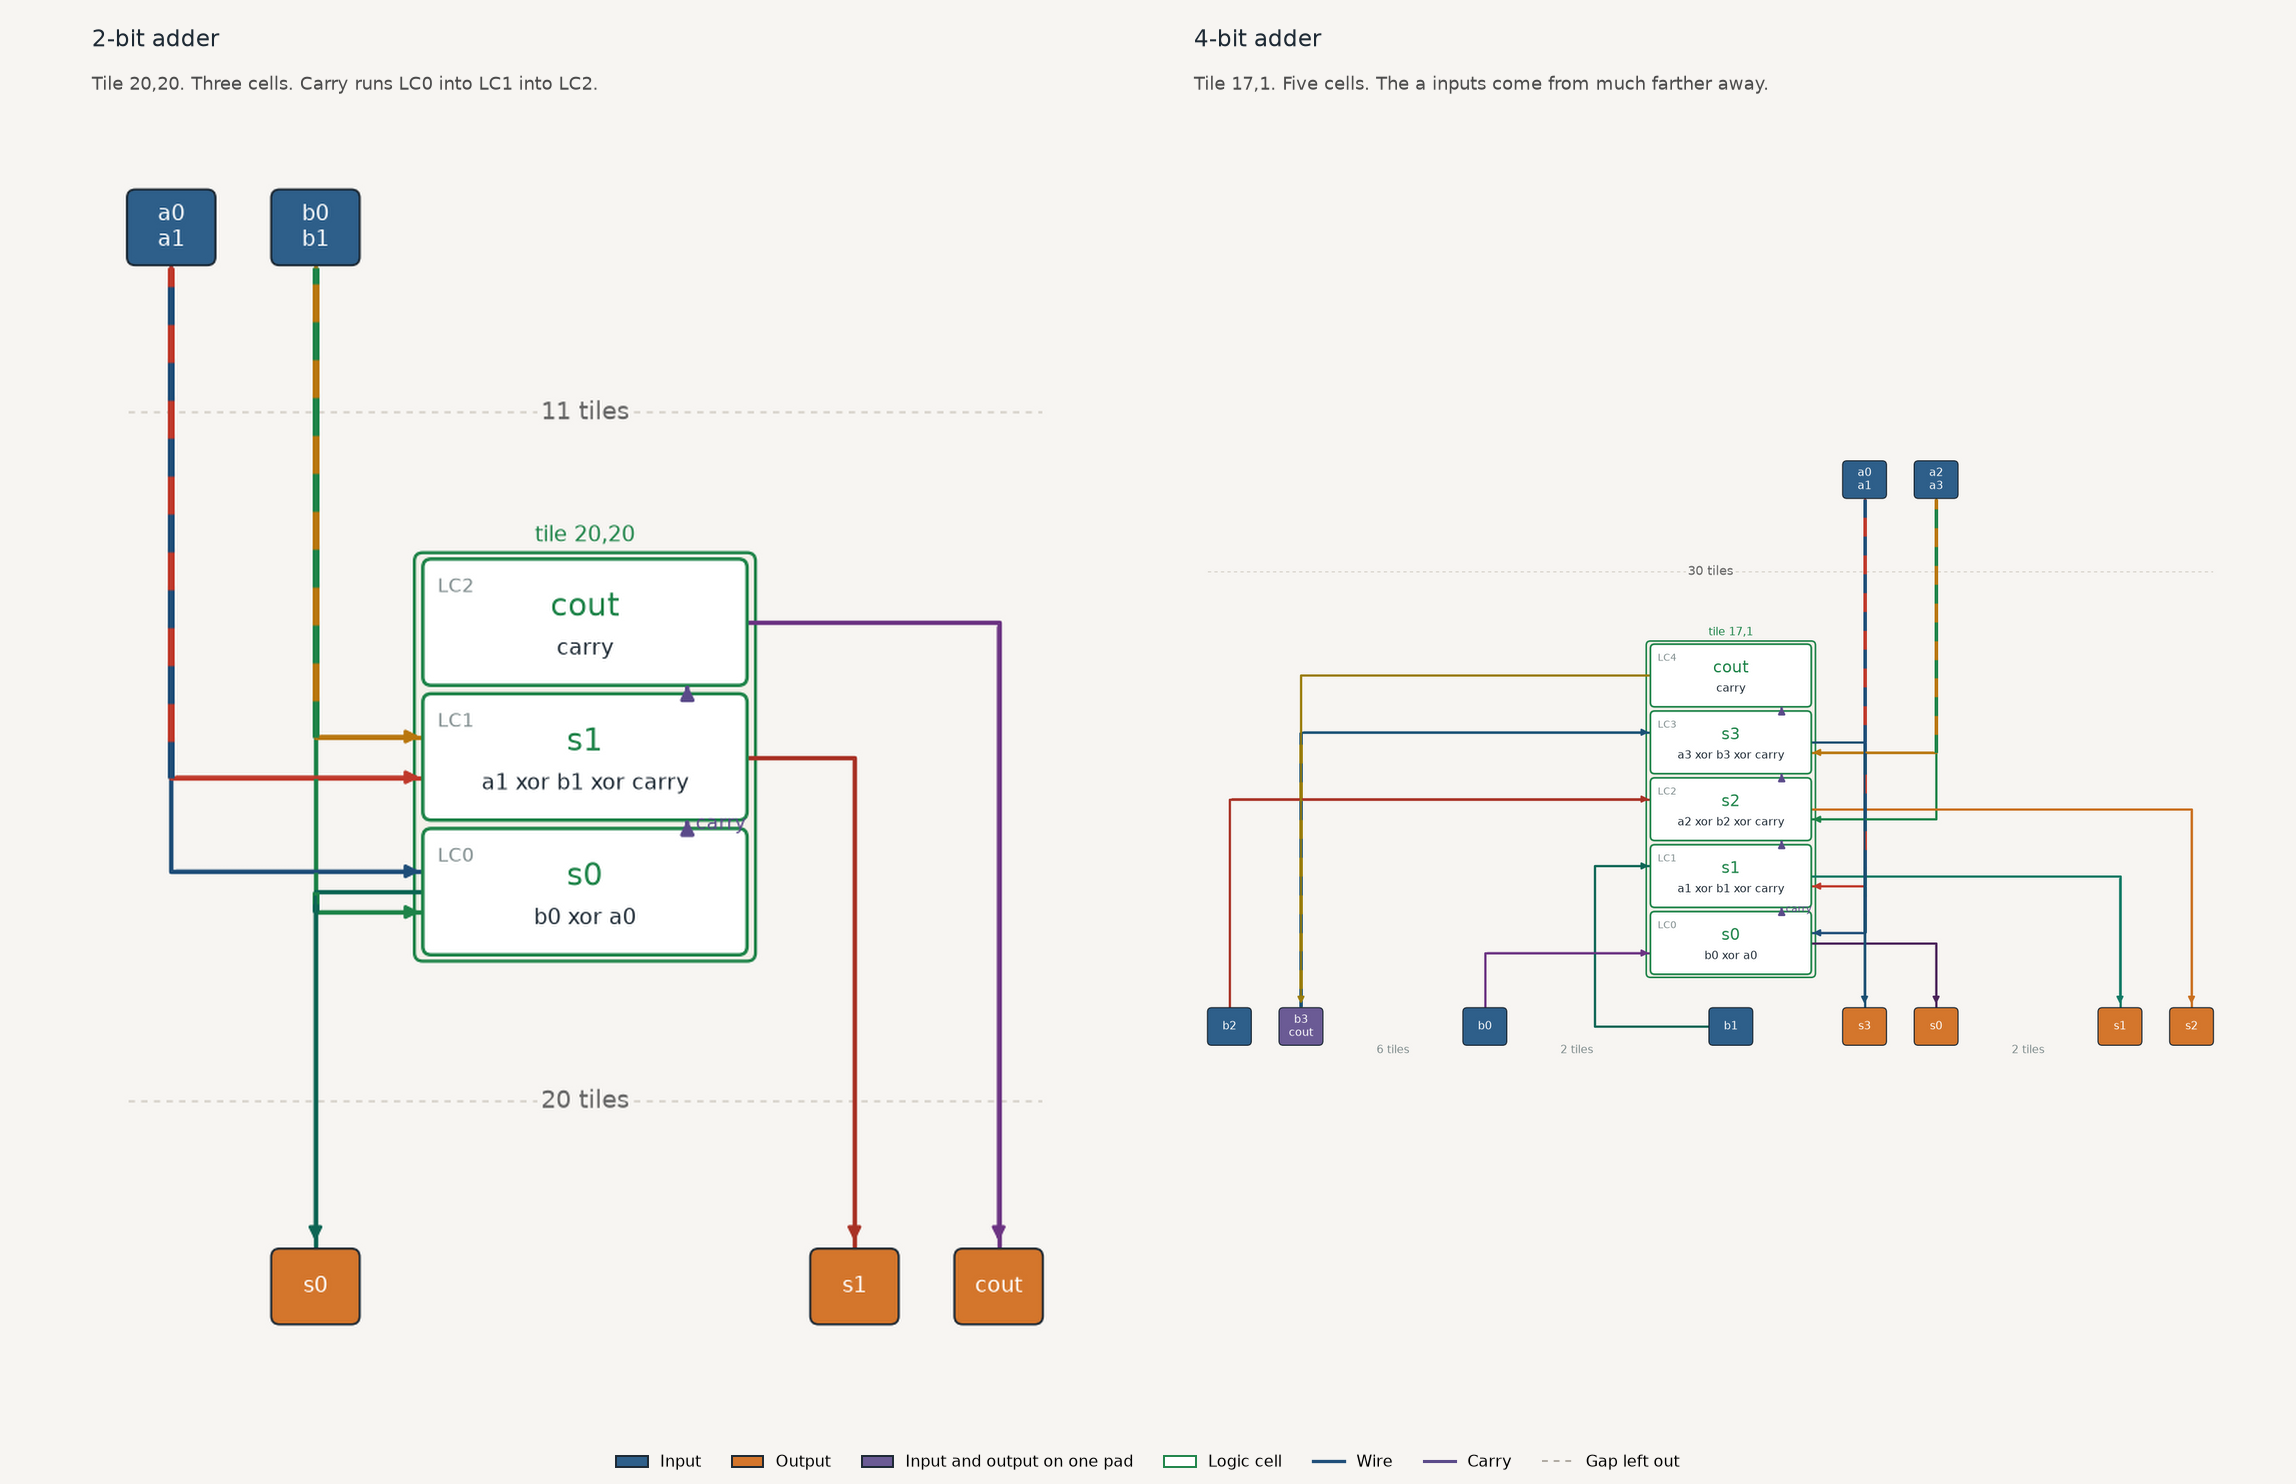 2-bit adder
Tile 20,20. Three cells. Carry runs LC0 into LC1 into LC2.
a0
a1
b0
b1
11 tiles
tile 20,20
LC2
cout
carry
LC1
s1
a1 xor b1 xor carry
carry
LC0
s0
b0 xor a0
20 tiles
s0
s1
cout
4-bit adder
Tile 17,1. Five cells. The a inputs come from much farther away.
a0
a1
a2
a3
30 tiles
tile 17,1
LC4
cout
carry
LC3
s3
a3 xor b3 xor carry
LC2
s2
a2 xor b2 xor carry
LC1
s1
a1 xor b1 xor carry
carry
LC0
s0
b0 xor a0
b2
b3
cout
b0
b1
s3
s0
s1
s2
6 tiles
2 tiles
2 tiles
Input
Output
Input and output on one pad
Logic cell
Wire
Carry
Gap left out